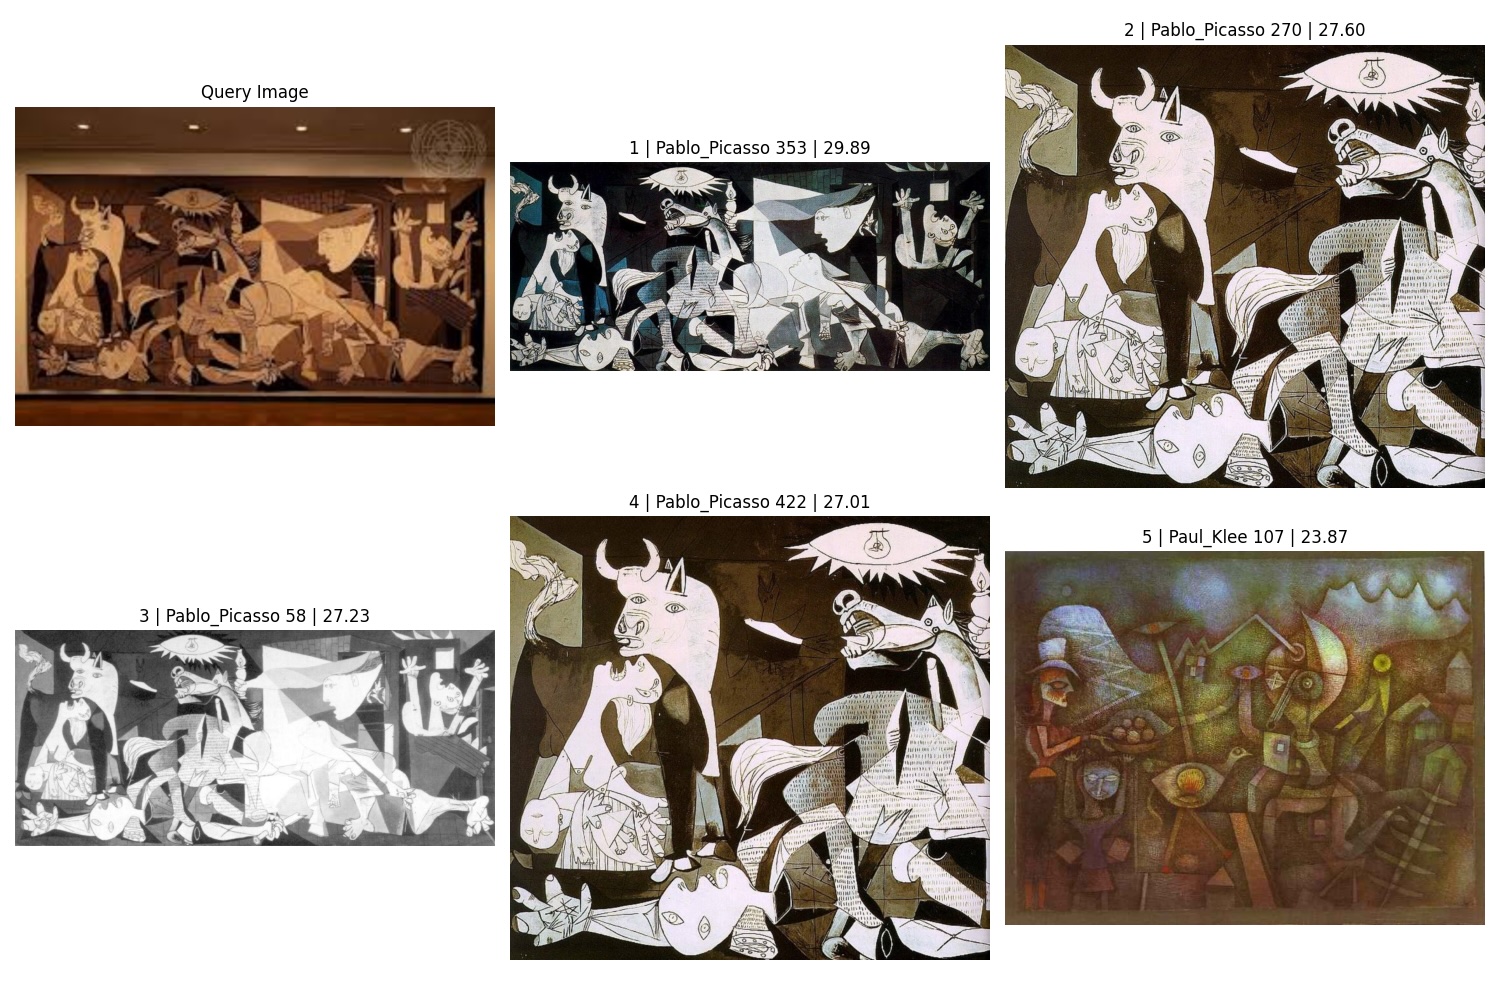 Query Image
1 | Pablo_Picasso 353 | 29.89
2 | Pablo_Picasso 270 | 27.60
3 | Pablo_Picasso 58 | 27.23
4 | Pablo_Picasso 422 | 27.01
5 | Paul_Klee 107 | 23.87